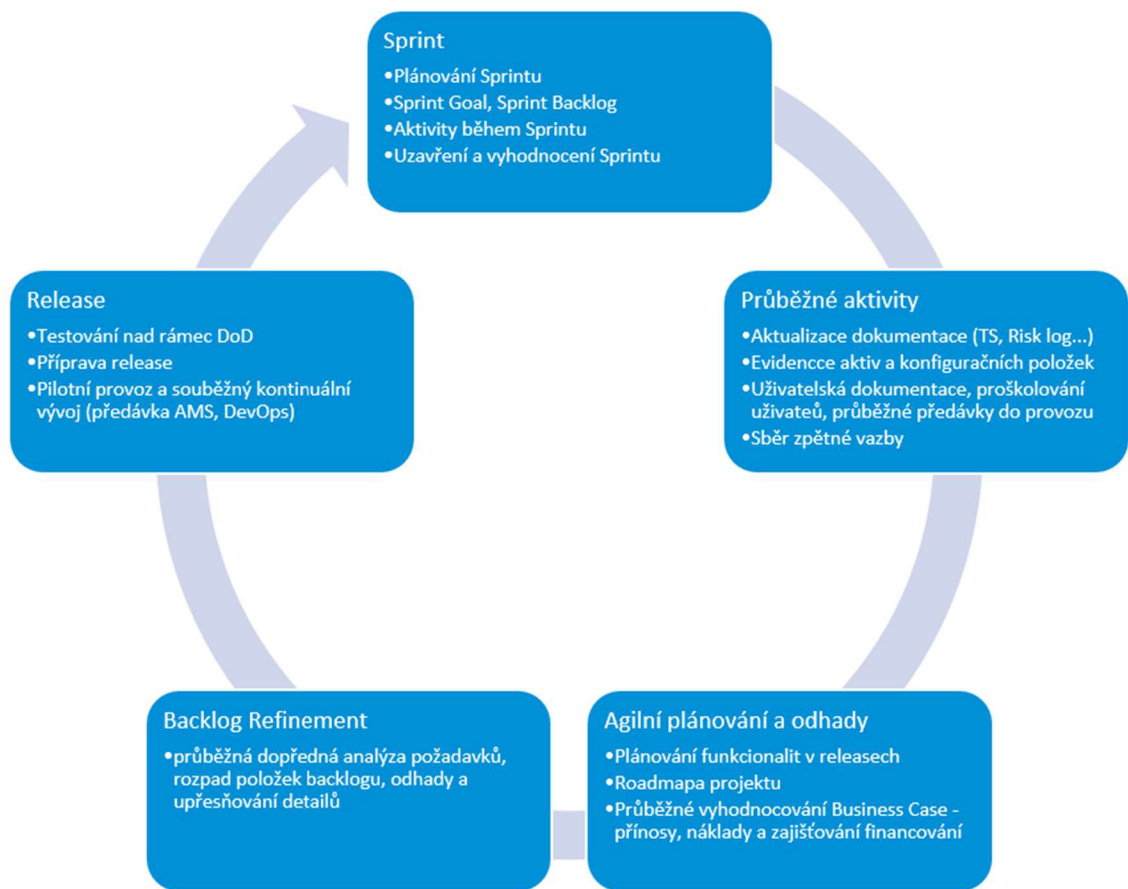 Sprint
•Plánování Sprintu
•Sprint Goal, Sprint Backlog
•Aktivity během Sprintu
•Uzavření a vyhodnocení Sprintu
Průběžné aktivity
•Aktualizace dokumentace (TS, Risk log...)
•Evidencce aktiv a konfiguračních položek
•Uživatelská dokumentace, proškolování
uživateů, průběžné předávky do provozu
•Sběr zpětné vazby
Agilní plánování a odhady
•Plánování funkcionalit v releasech
•Roadmapa projektu
•Průběžné vyhodnocování Business Case -
přínosy, náklady a zajišťování financování
Backlog Refinement
•průběžná dopředná analýza požadavků,
rozpad položek backlogu, odhady a
upřesňování detailů
Release
•Testování nad rámec DoD
•Příprava release
•Pilotní provoz a souběžný kontinuální
vývoj (předávka AMS, DevOps)